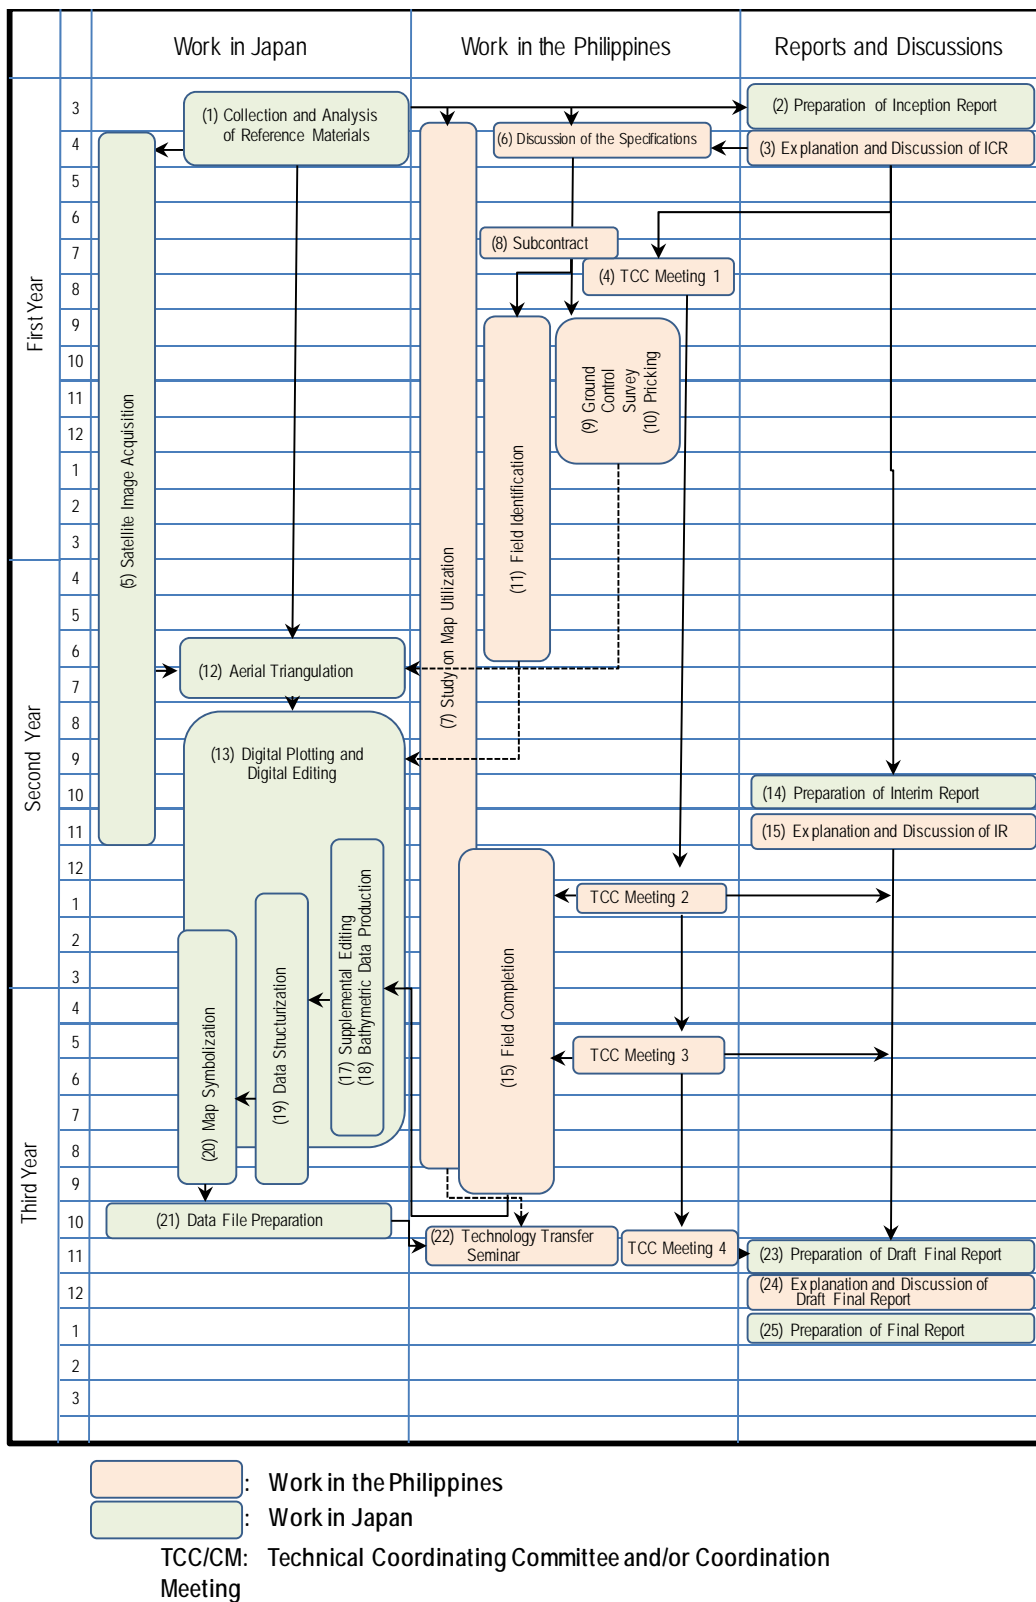 Work in Japan
Work in the Philippines
Reports and Discussions
First Year
Second Year
Third Year
3
4
5
6
7
8
9
10
11
12
1
2
3
4
5
6
7
8
9
10
11
12
1
2
3
4
5
6
7
8
9
10
11
12
1
2
3
(1) Collection and Analysis
of Reference Materials
(2) Preparation of Inception Report
(6) Discussion of the Specifications
(3) Explanation and Discussion of ICR
(8) Subcontract
(4) TCC Meeting 1
(5) Satellite Image Acquisition
(7) Study on Map Utilization
(11) Field Identification
(9) Ground
Control
Survey
(10) Pricking
(12) Aerial Triangulation
(13) Digital Plotting and
Digital Editing
(14) Preparation of Interim Report
(15) Explanation and Discussion of IR
TCC Meeting 2
(15) Field Completion
(17) Supplemental Editing
(18) Bathymetric Data Production
(19) Data Structurization
(20) Map Symbolization
TCC Meeting 3
(21) Data File Preparation
(22) Technology Transfer
Seminar
TCC Meeting 4
(23) Preparation of Draft Final Report
(24) Explanation and Discussion of
Draft Final Report
(25) Preparation of Final Report
: Work in the Philippines
: Work in Japan
TCC/CM: Technical Coordinating Committee and/or Coordination
Meeting